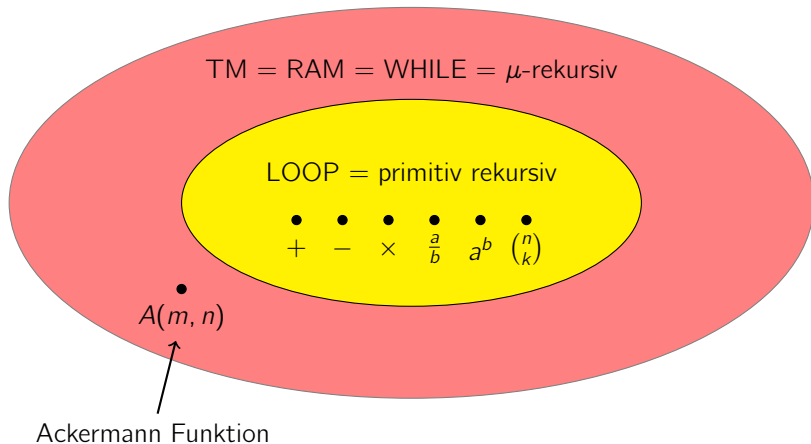 TM = RAM = WHILE = μ-rekursiv
LOOP = primitiv rekursiv
+ − × a/b a^b (n k)
A(m, n)
Ackermann Funktion